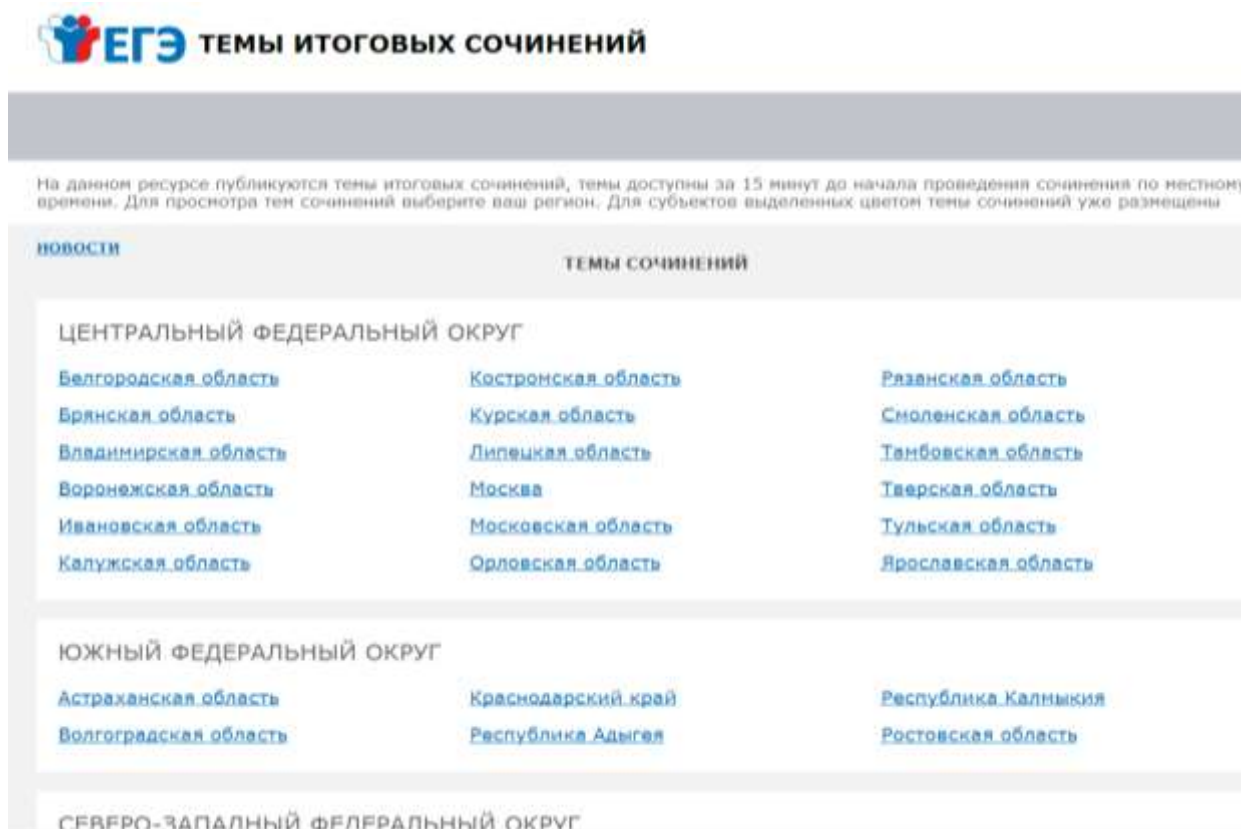 ЕГЭ ТЕМЫ ИТОГОВЫХ СОЧИНЕНИЙ
На данном ресурсе публикуются темы итоговых сочинений, темы доступны за 15 минут до начала проведения сочинения по местному
времени. Для просмотра тем сочинений выберите ваш регион. Для субъектов выделенных цветом темы сочинений уже размещены
НОВОСТИ
ТЕМЫ СОЧИНЕНИЙ
ЦЕНТРАЛЬНЫЙ ФЕДЕРАЛЬНЫЙ ОКРУГ
Белгородская область Костромская область Рязанская область
Брянская область Курская область Смоленская область
Владимирская область Липецкая область Тамбовская область
Воронежская область Москва Тверская область
Ивановская область Московская область Тульская область
Калужская область Орловская область Ярославская область
ЮЖНЫЙ ФЕДЕРАЛЬНЫЙ ОКРУГ
Астраханская область Краснодарский край Республика Калмыкия
Волгоградская область Республика Адыгея Ростовская область
СЕВЕРО-ЗАПАДНЫЙ ФЕДЕРАЛЬНЫЙ ОКРУГ